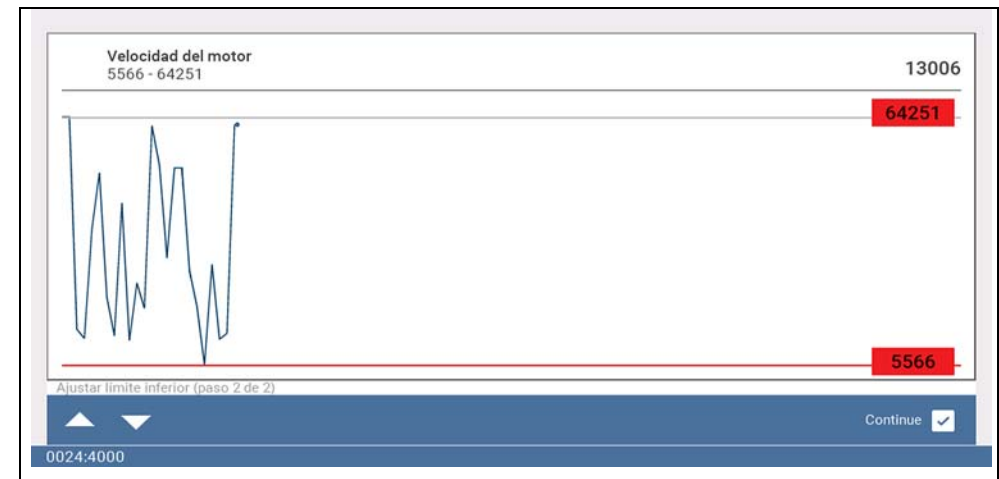 Velocidad del motor
5566 - 64251
13006
64251
5566
Ajustar límite inferior (paso 2 de 2)
Continue
0024:4000